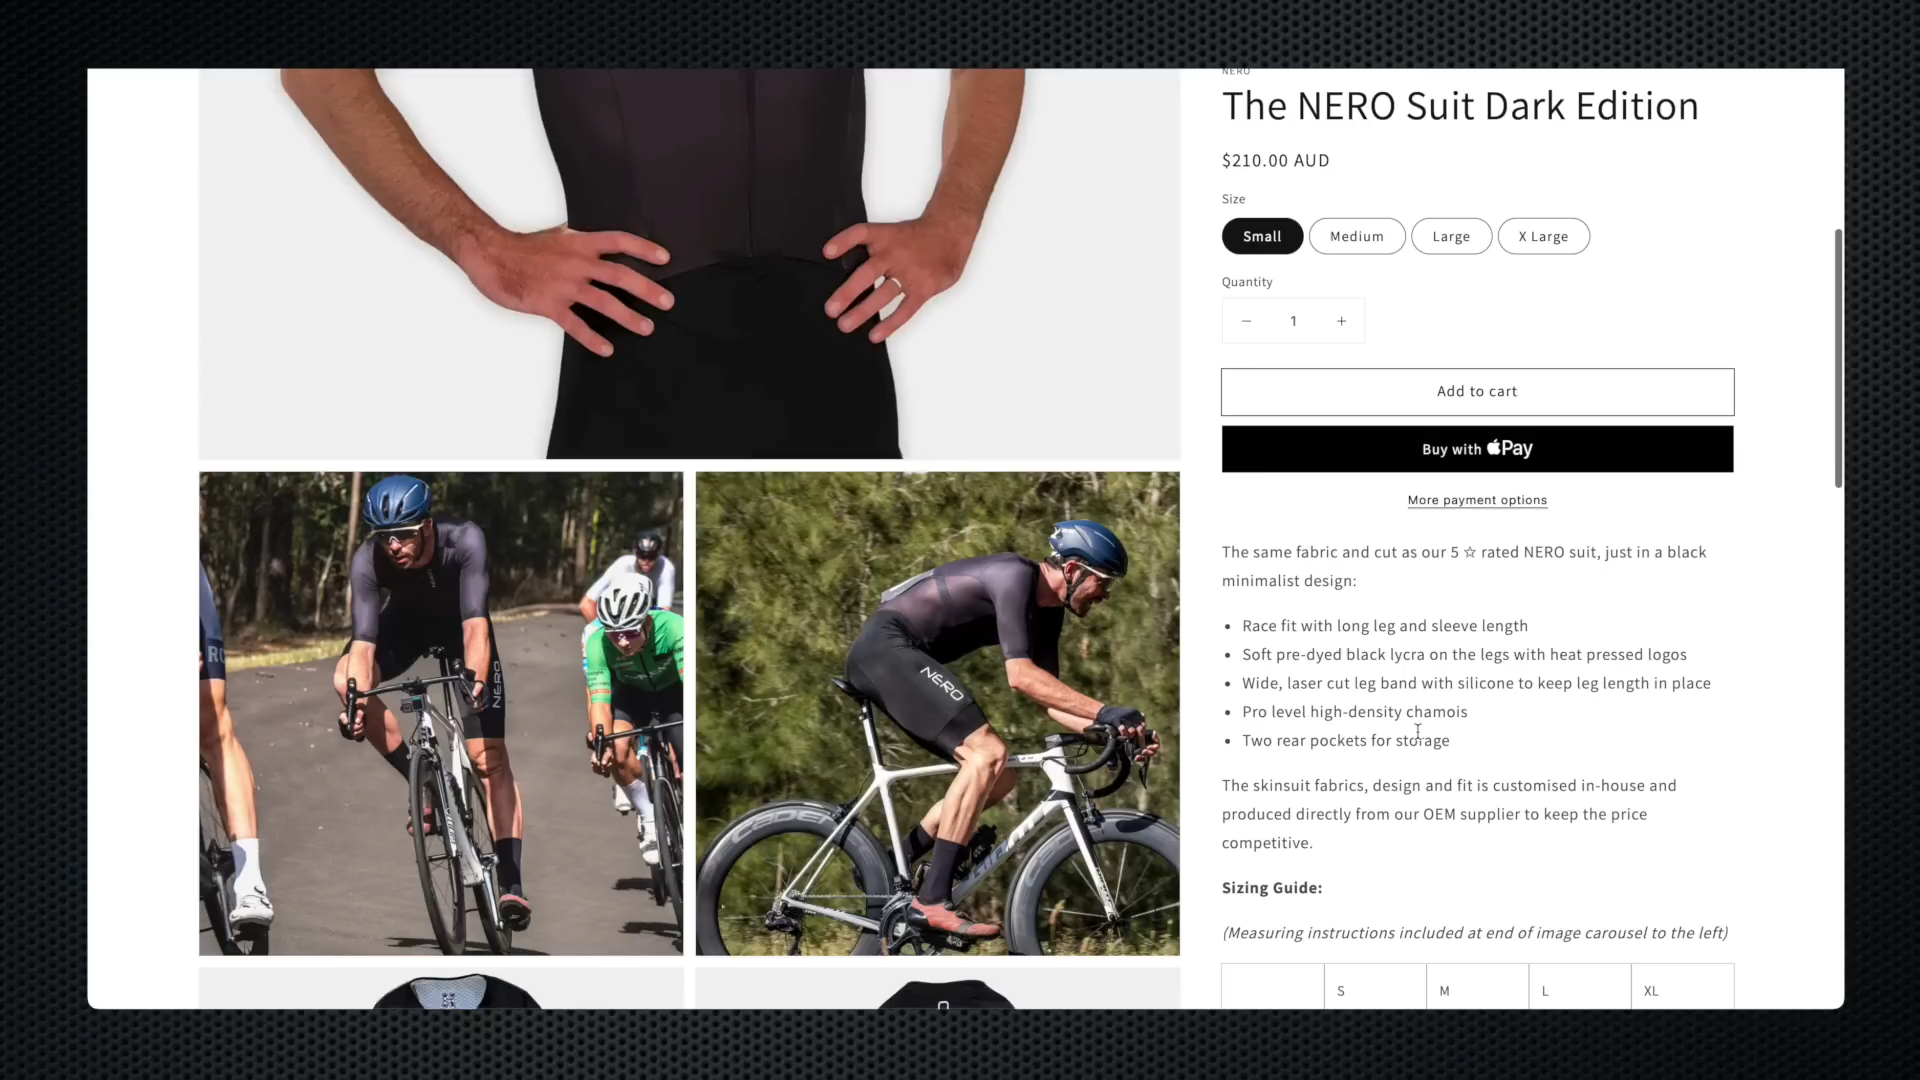 NERO
The NERO Suit Dark Edition
$210.00 AUD
Size
Small Medium Large X Large
Quantity
− 1 +
Add to cart
Buy with Pay
More payment options
The same fabric and cut as our 5 ☆ rated NERO suit, just in a black
minimalist design:
• Race fit with long leg and sleeve length
• Soft pre-dyed black lycra on the legs with heat pressed logos
• Wide, laser cut leg band with silicone to keep leg length in place
• Pro level high-density chamois
• Two rear pockets for storage
The skinsuit fabrics, design and fit is customised in-house and
produced directly from our OEM supplier to keep the price
competitive.
Sizing Guide:
(Measuring instructions included at end of image carousel to the left)
S M L XL
NERO
NERO
CADEX